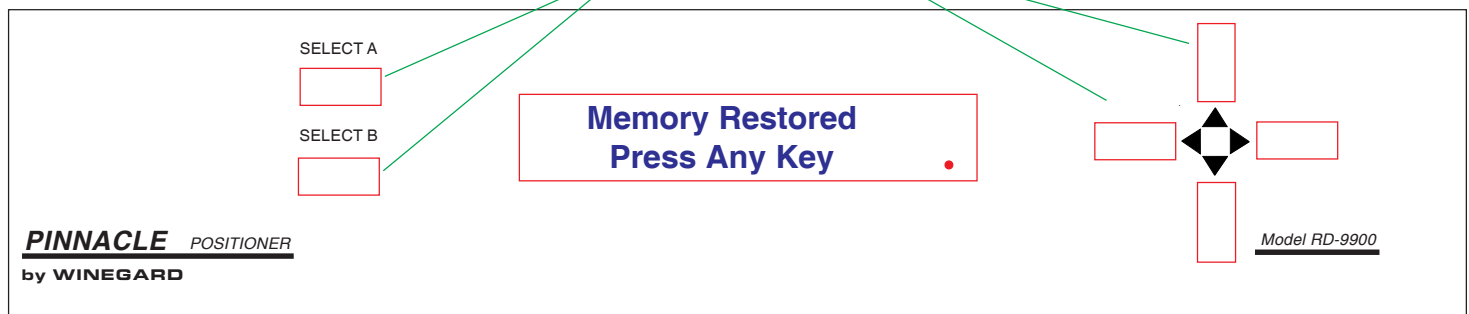 SELECT A
SELECT B
Memory Restored
Press Any Key
PINNACLE POSITIONER
by WINEGARD
Model RD-9900